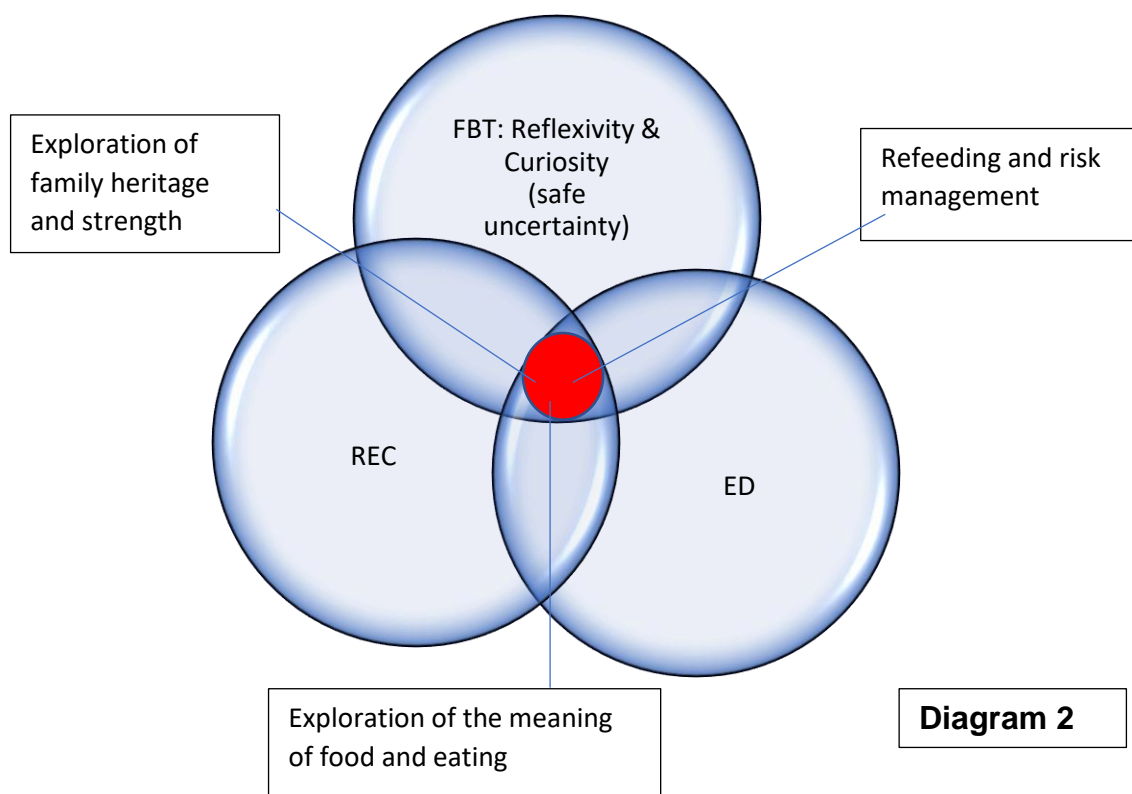 FBT: Reflexivity &
Curiosity
(safe
uncertainty)
Exploration of
family heritage
and strength
Refeeding and risk
management
REC
ED
Exploration of the meaning
of food and eating
Diagram 2